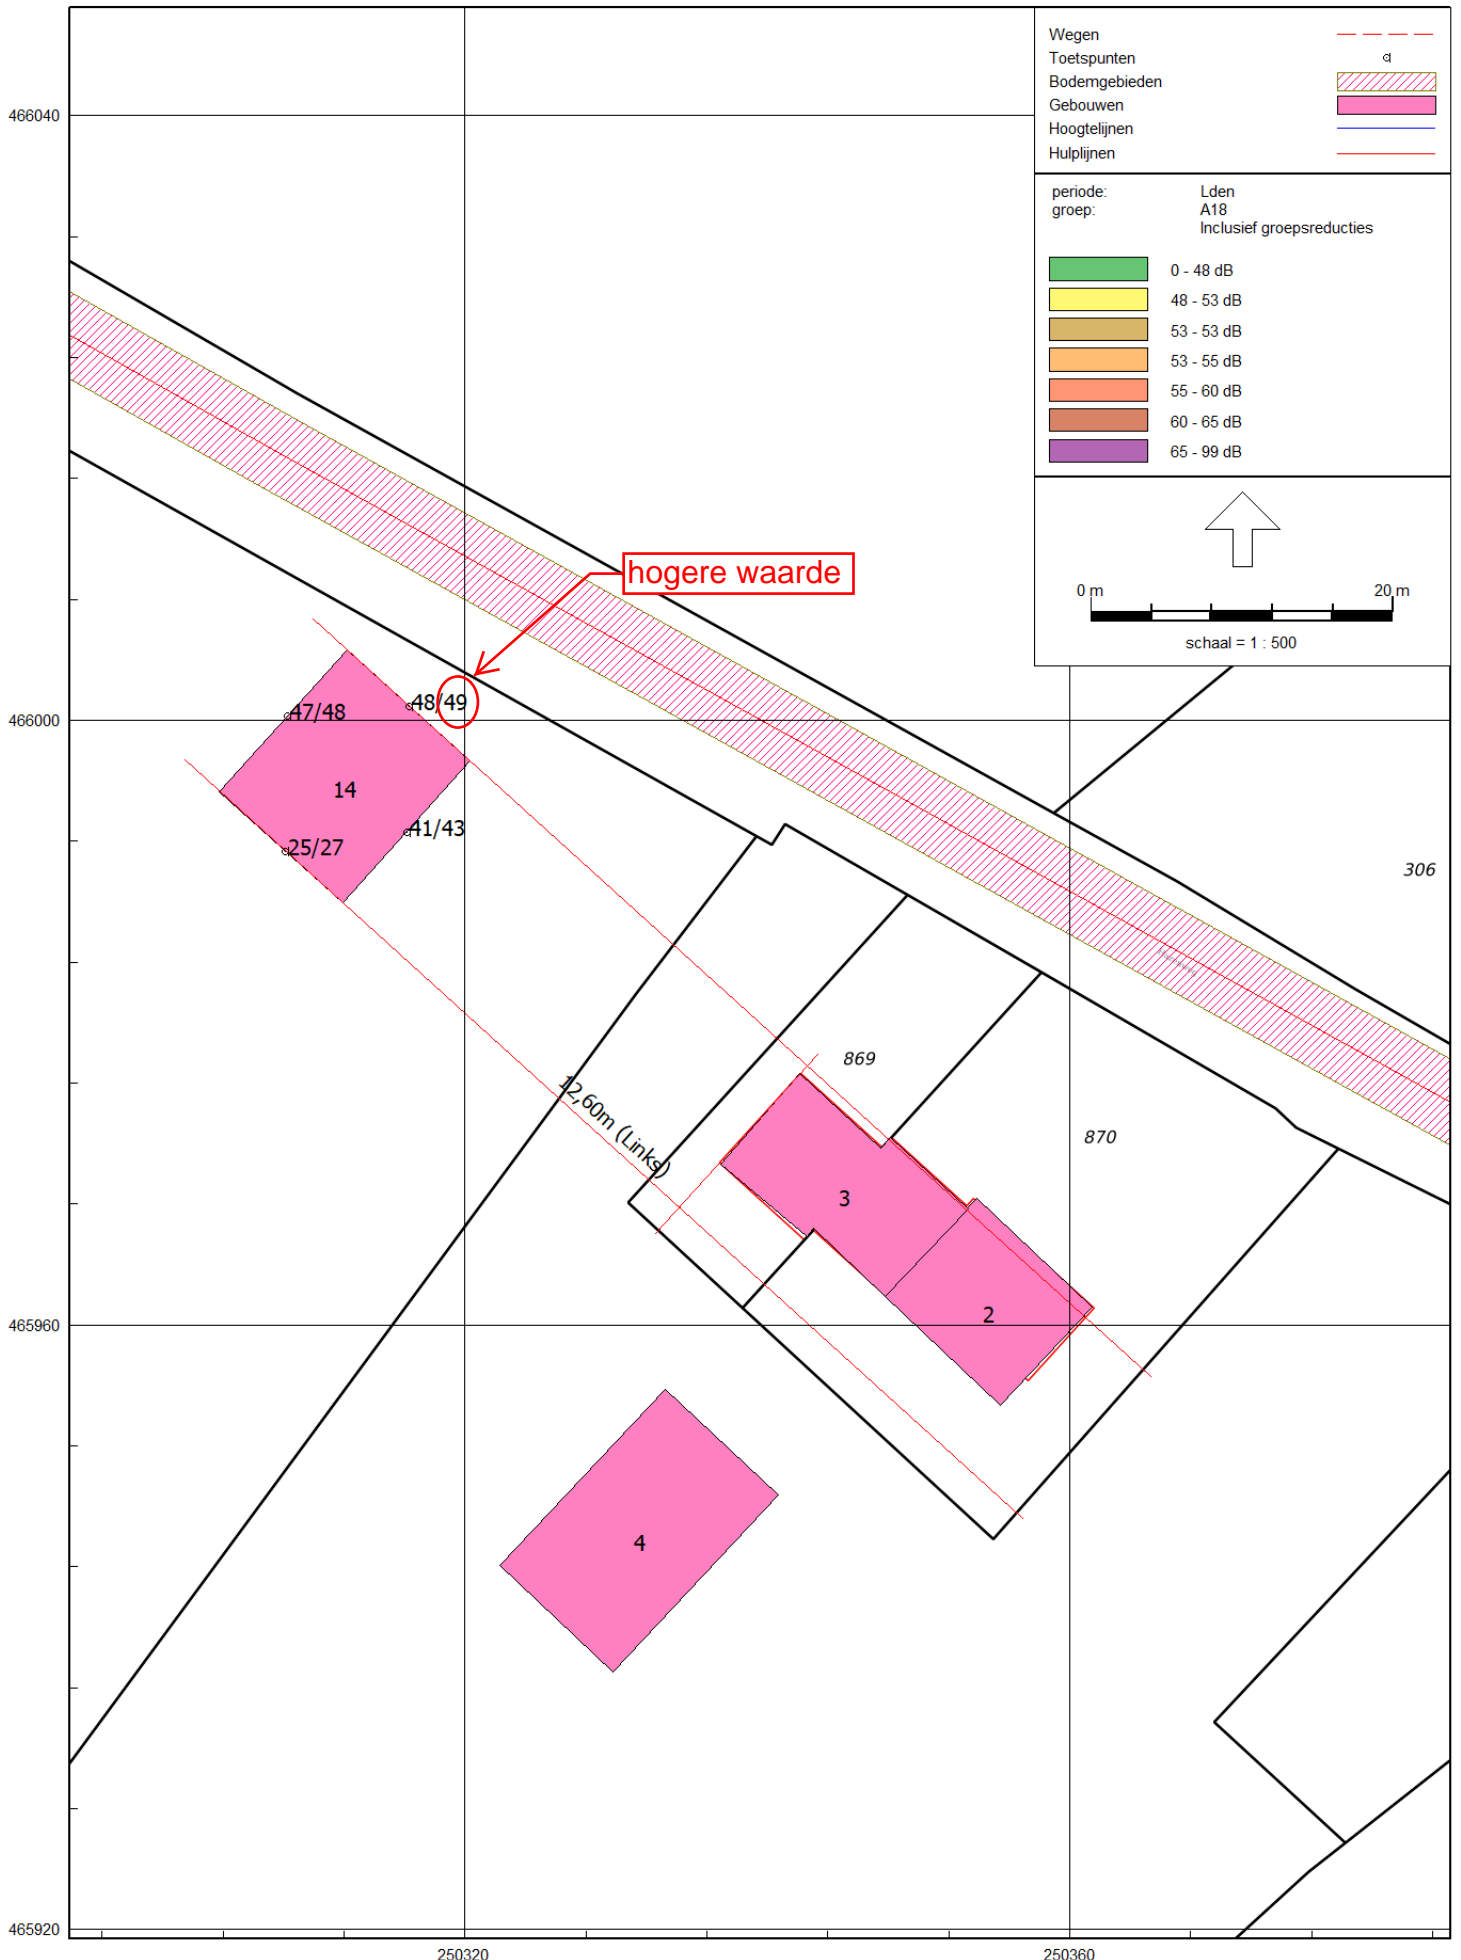 Wegen
Toetspunten
Bodemgebieden
Gebouwen
Hoogtelijnen
Hulplijnen
periode: Lden
groep: A18
Inclusief groepsreducties
0 - 48 dB
48 - 53 dB
53 - 53 dB
53 - 55 dB
55 - 60 dB
60 - 65 dB
65 - 99 dB
0 m 20 m
schaal = 1 : 500
466040
hogere waarde
48/49
47/48
466000
14
41/43
25/27
306
869
12,60m (Links)
870
3
2
465960
4
465920
250320 250360